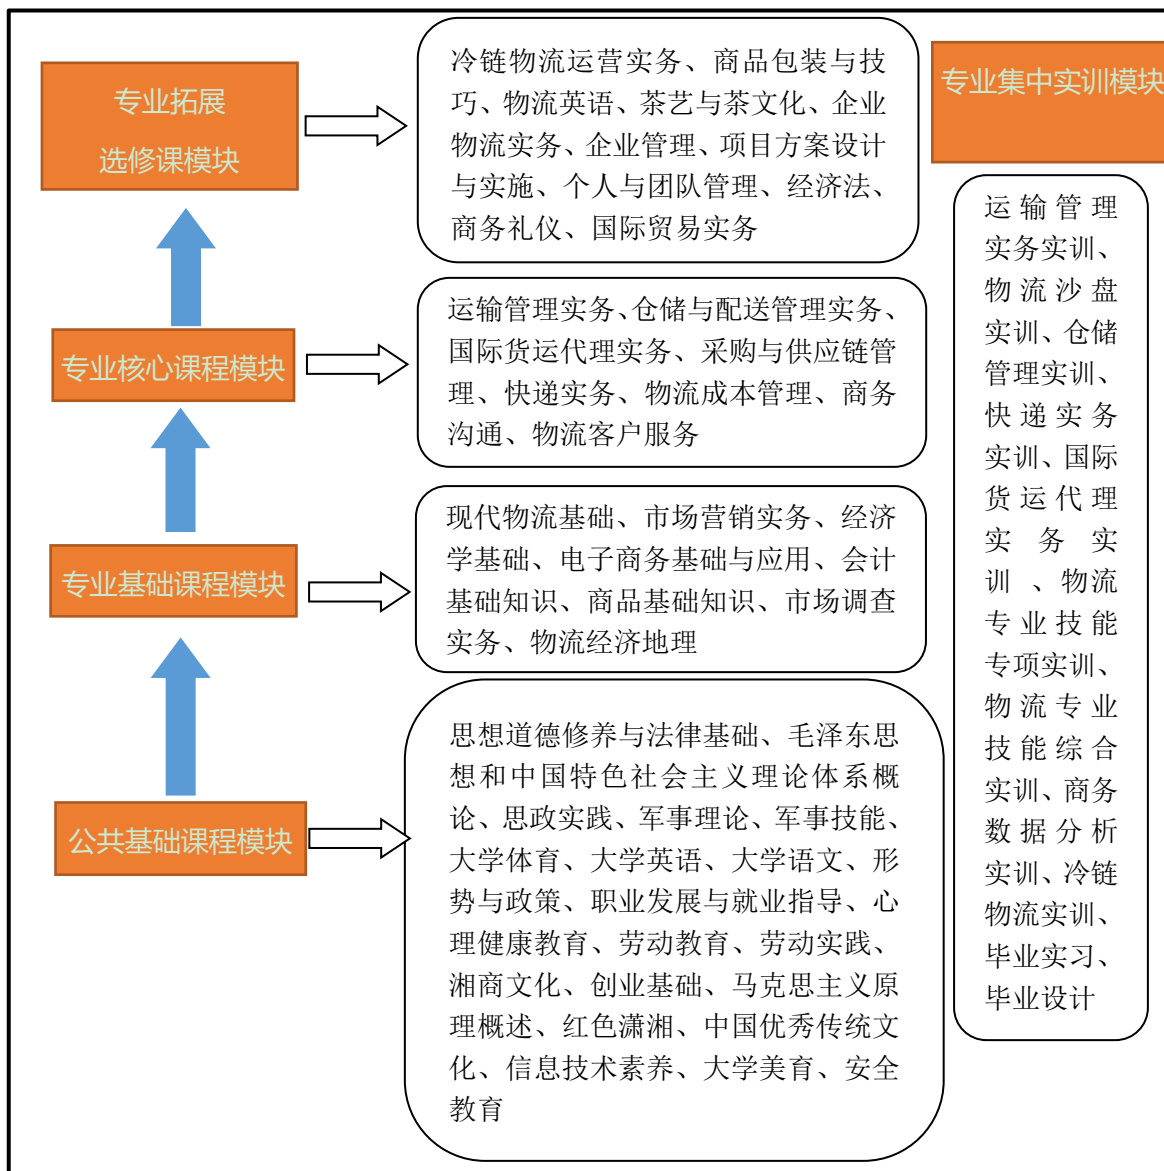 专业拓展
选修课模块
冷链物流运营实务、商品包装与技
巧、物流英语、茶艺与茶文化、企业
物流实务、企业管理、项目方案设计
与实施、个人与团队管理、经济法、
商务礼仪、国际贸易实务
专业核心课程模块
运输管理实务、仓储与配送管理实务、
国际货运代理实务、采购与供应链管
理、快递实务、物流成本管理、商务
沟通、物流客户服务
专业基础课程模块
现代物流基础、市场营销实务、经济
学基础、电子商务基础与应用、会计
基础知识、商品基础知识、市场调查
实务、物流经济地理
公共基础课程模块
思想道德修养与法律基础、毛泽东思
想和中国特色社会主义理论体系概
论、思政实践、军事理论、军事技能、
大学体育、大学英语、大学语文、形
势与政策、职业发展与就业指导、心
理健康教育、劳动教育、劳动实践、
湘商文化、创业基础、马克思主义原
理概述、红色潇湘、中国优秀传统文
化、信息技术素养、大学美育、安全
教育
专业集中实训模块
运输管理
实务实训、
物流沙盘
实训、仓储
管理实训、
快递实务
实训、国际
货运代理
实务实
训、物流
专业技能
专项实训、
物流专业
技能综合
实训、商务
数据分析
实训、冷链
物流实训、
毕业实习、
毕业设计